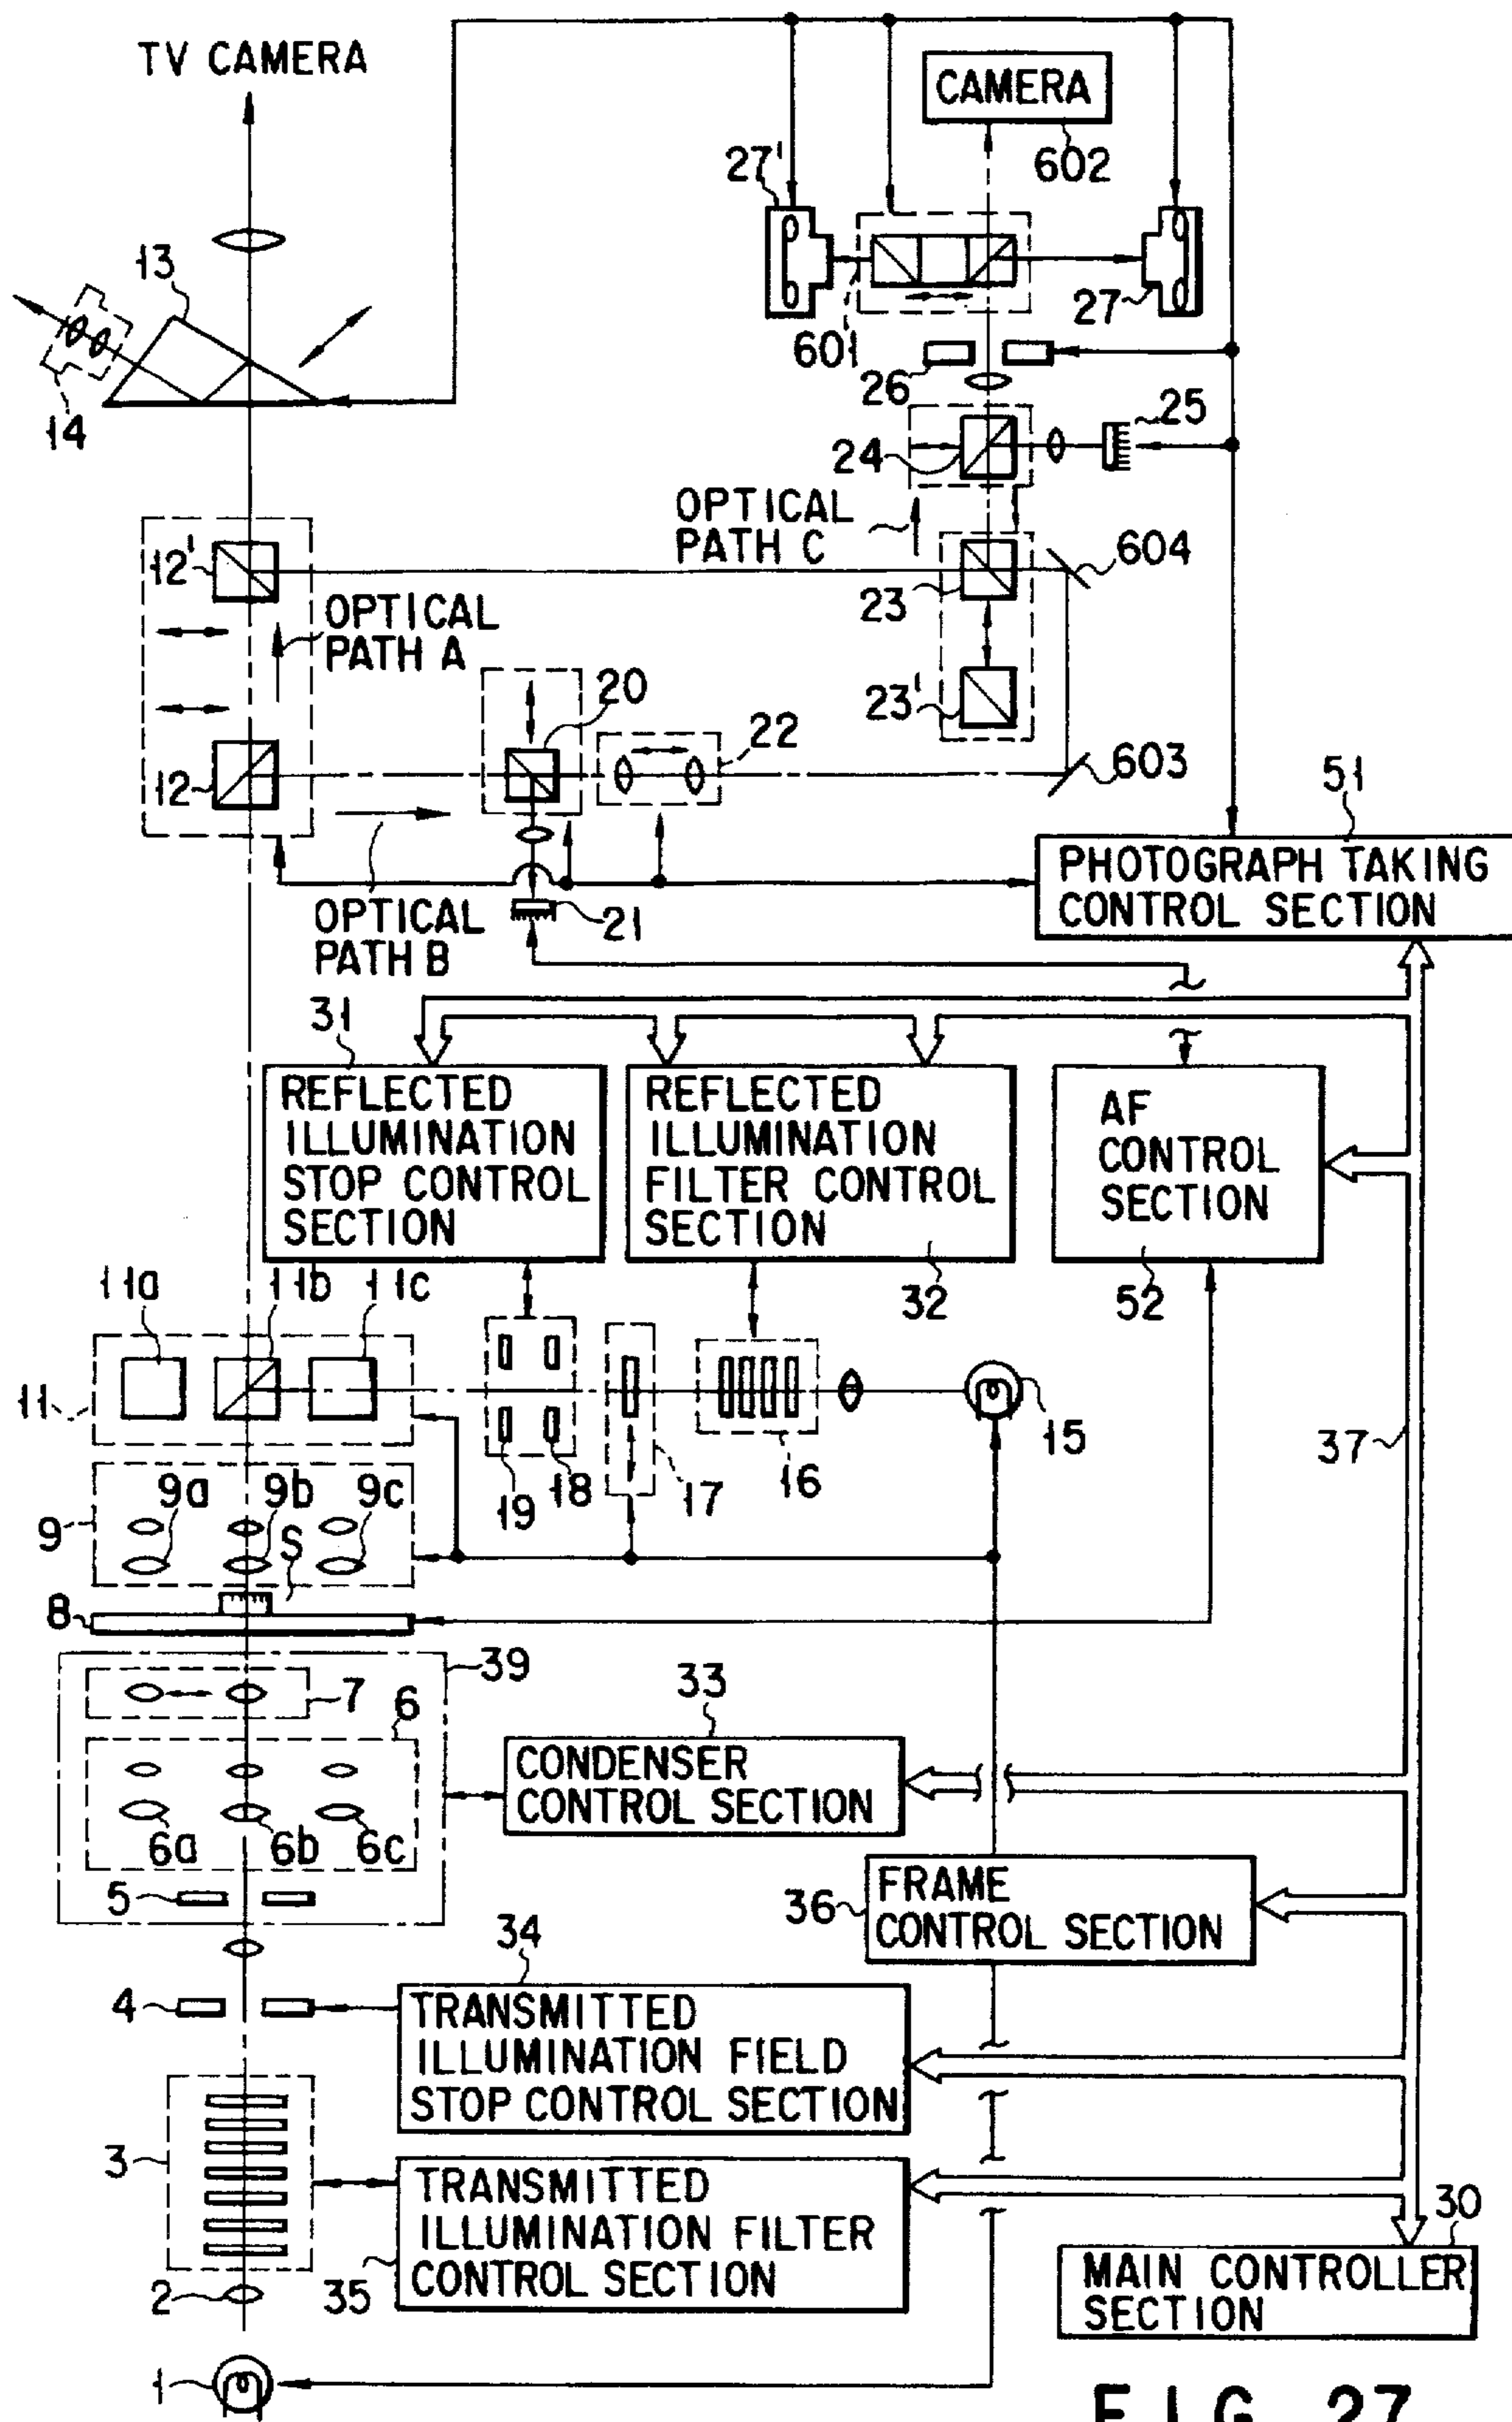 TV CAMERA
CAMERA
602
27'
27
601
26
13
14
24
25
OPTICAL
PATH C
604
12'
23
OPTICAL
PATH A
20
22
23'
12
603
51
PHOTOGRAPH TAKING
CONTROL SECTION
OPTICAL
PATH B
21
31
REFLECTED
ILLUMINATION
STOP CONTROL
SECTION
REFLECTED
ILLUMINATION
FILTER CONTROL
SECTION
32
AF
CONTROL
SECTION
52
11a
11b
11c
11
19
18
17
16
15
37
9a
9b
9c
9
S
8
39
7
6
33
CONDENSER
CONTROL SECTION
6a
6b
6c
5
36
FRAME
CONTROL SECTION
34
4
TRANSMITTED
ILLUMINATION FIELD
STOP CONTROL SECTION
3
TRANSMITTED
ILLUMINATION FILTER
CONTROL SECTION
35
2
30
MAIN CONTROLLER
SECTION
1
FIG. 27